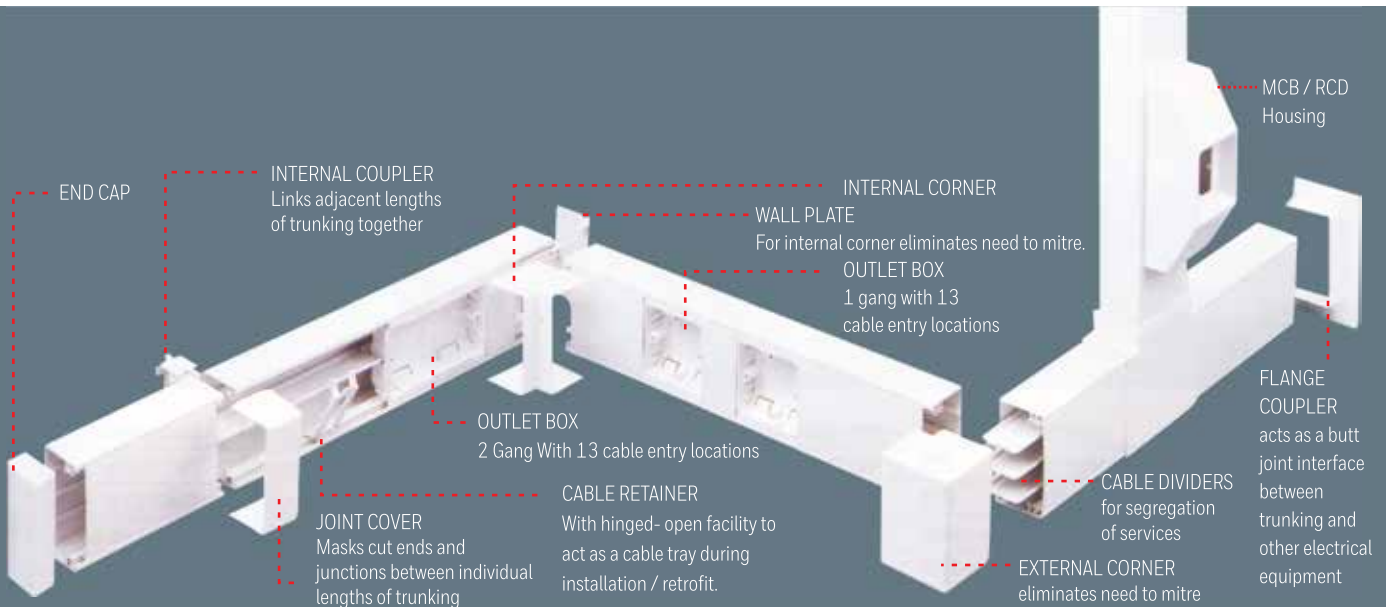 END CAP
INTERNAL COUPLER
Links adjacent lengths
of trunking together
INTERNAL CORNER
WALL PLATE
For internal corner eliminates need to mitre.
OUTLET BOX
1 gang with 13
cable entry locations
MCB / RCD
Housing
OUTLET BOX
2 Gang With 13 cable entry locations
CABLE RETAINER
With hinged- open facility to
act as a cable tray during
installation / retrofit.
JOINT COVER
Masks cut ends and
junctions between individual
lengths of trunking
CABLE DIVIDERS
for segregation
of services
EXTERNAL CORNER
eliminates need to mitre
FLANGE
COUPLER
acts as a butt
joint interface
between
trunking and
other electrical
equipment